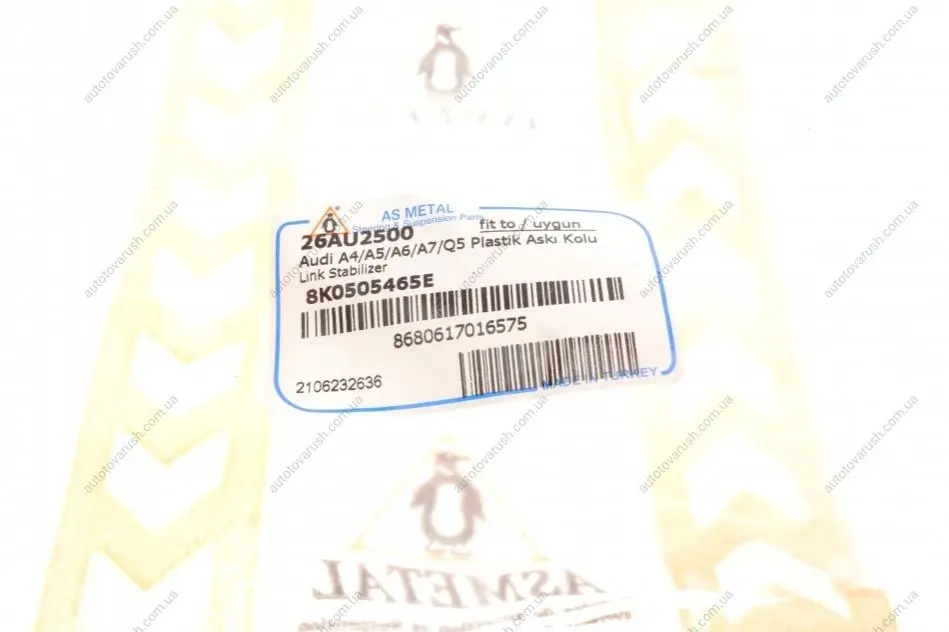 AS METAL
Steering & Suspension Parts
fit to / uygun
26AU2500
Audi A4/A5/A6/A7/Q5 Plastik Askı Kolu
Link Stabilizer
8K0505465E
8680617016575
2106232636
MADE IN TURKEY
ASMETAL
autotovarush.com.ua